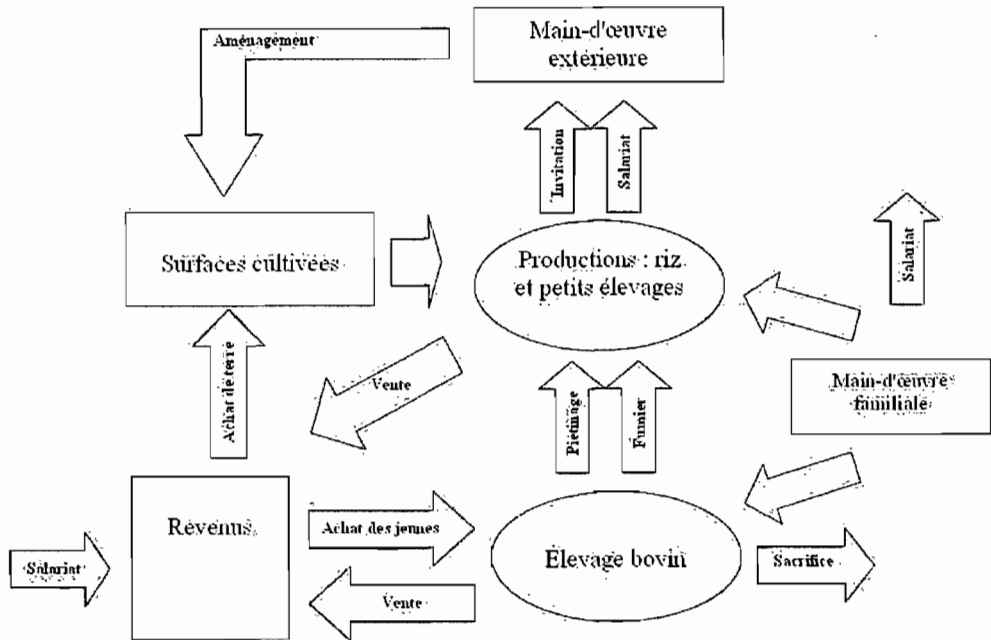 Aménagement
Main-d'œuvre
extérieure
Invitation
Salariat
Salariat
Surfaces cultivées
Productions : riz
et petits élevages
Achat de terre
Vente
Piétinage
Fumier
Main-d'œuvre
familiale
Revenus
Achat des jeunes
Élevage bovin
Salariat
Vente
Sacrifice